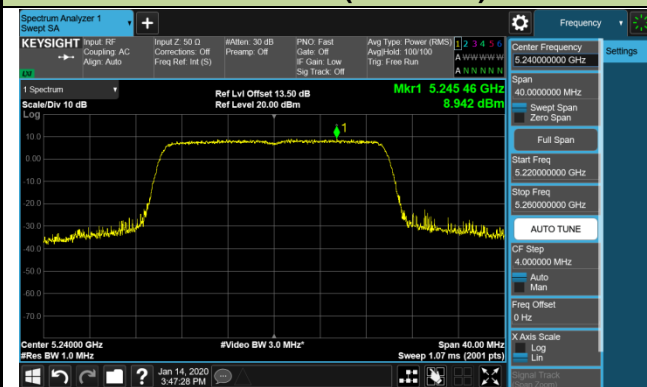 Spectrum Analyzer 1
Swept SA
Frequency
KEYSIGHT
Input: RF
Coupling: AC
Align: Auto
Input Z: 50 Ω
Corrections: Off
Freq Ref: Int (S)
#Atten: 30 dB
Preamp: Off
PNO: Fast
Gate: Off
IF Gain: Low
Sig Track: Off
Avg Type: Power (RMS)
Avg|Hold: 100/100
Trig: Free Run
1 2 3 4 5 6
A W W W W W
A N N N N N
LXI
1 Spectrum
Scale/Div 10 dB
Log
Ref Lvl Offset 13.50 dB
Ref Level 20.00 dBm
Mkr1 5.245 46 GHz
8.942 dBm
1
10.0
0.00
-10.0
-20.0
-30.0
-40.0
-50.0
-60.0
-70.0
Center 5.24000 GHz
#Res BW 1.0 MHz
#Video BW 3.0 MHz*
Span 40.00 MHz
Sweep 1.07 ms (2001 pts)
Jan 14, 2020
3:47:28 PM
?
Settings
Center Frequency
5.240000000 GHz
Span
40.0000000 MHz
Swept Span
Zero Span
Full Span
Start Freq
5.220000000 GHz
Stop Freq
5.260000000 GHz
AUTO TUNE
CF Step
4.000000 MHz
Auto
Man
Freq Offset
0 Hz
X Axis Scale
Log
Lin
Signal Track
(Span Zoom)